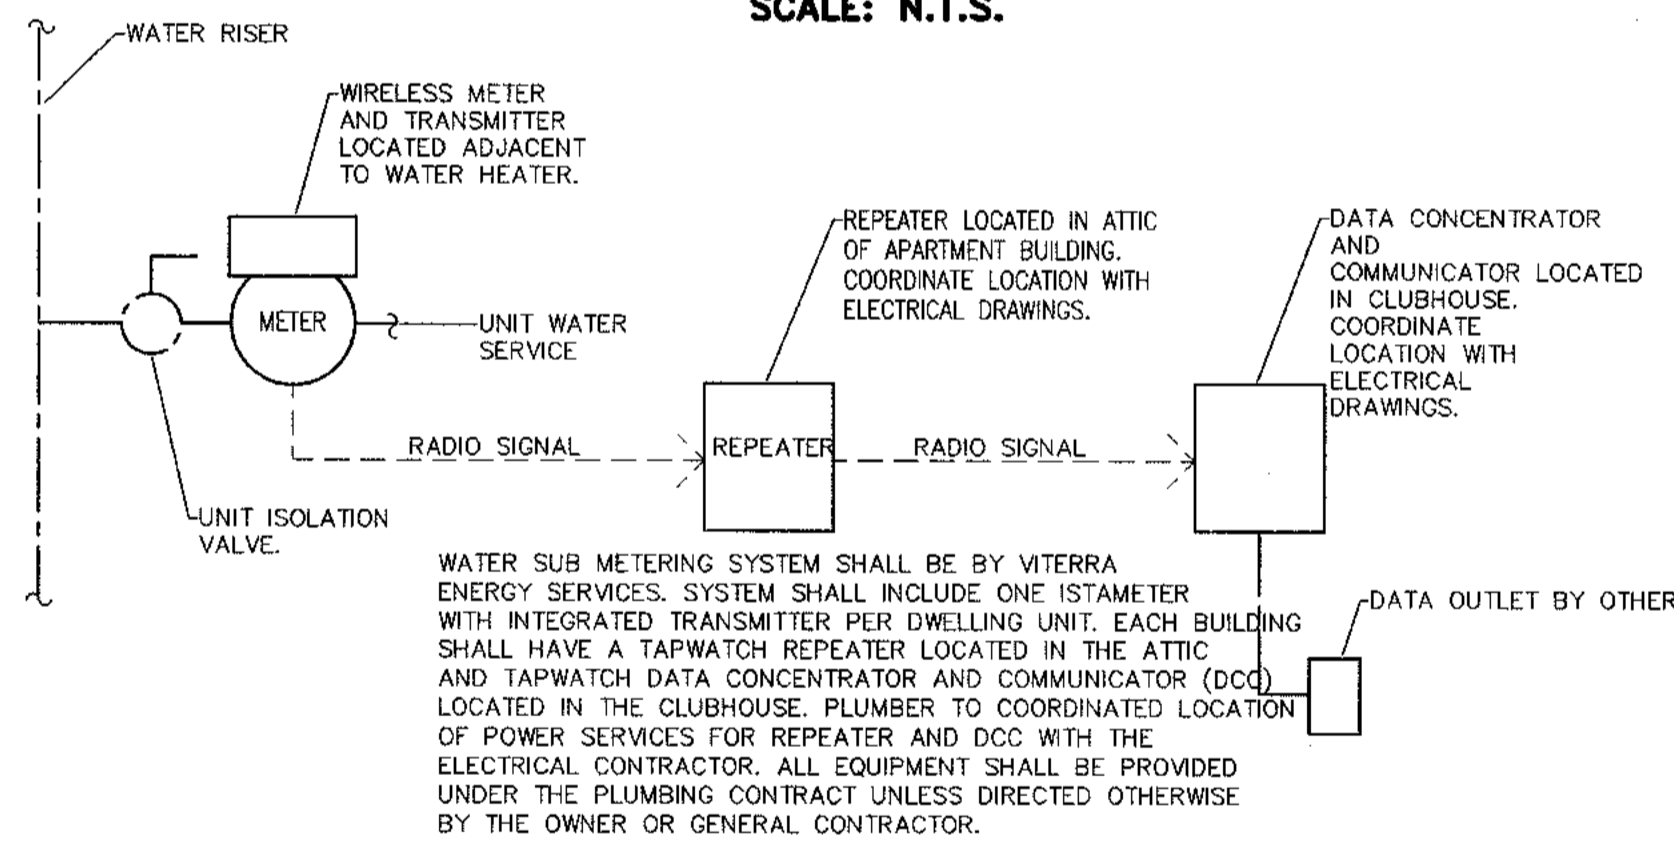 SCALE: N.T.S.
WATER RISER
WIRELESS METER
AND TRANSMITTER
LOCATED ADJACENT
TO WATER HEATER.
REPEATER LOCATED IN ATTIC
OF APARTMENT BUILDING.
COORDINATE LOCATION WITH
ELECTRICAL DRAWINGS.
DATA CONCENTRATOR
AND
COMMUNICATOR LOCATED
IN CLUBHOUSE.
COORDINATE
LOCATION WITH
ELECTRICAL
DRAWINGS.
METER
UNIT WATER
SERVICE
RADIO SIGNAL
REPEATER
RADIO SIGNAL
UNIT ISOLATION
VALVE.
WATER SUB METERING SYSTEM SHALL BE BY VITERRA
ENERGY SERVICES. SYSTEM SHALL INCLUDE ONE ISTAMETER
WITH INTEGRATED TRANSMITTER PER DWELLING UNIT. EACH BUILDING
SHALL HAVE A TAPWATCH REPEATER LOCATED IN THE ATTIC
AND TAPWATCH DATA CONCENTRATOR AND COMMUNICATOR (DCC)
LOCATED IN THE CLUBHOUSE. PLUMBER TO COORDINATED LOCATION
OF POWER SERVICES FOR REPEATER AND DCC WITH THE
ELECTRICAL CONTRACTOR. ALL EQUIPMENT SHALL BE PROVIDED
UNDER THE PLUMBING CONTRACT UNLESS DIRECTED OTHERWISE
BY THE OWNER OR GENERAL CONTRACTOR.
DATA OUTLET BY OTHER